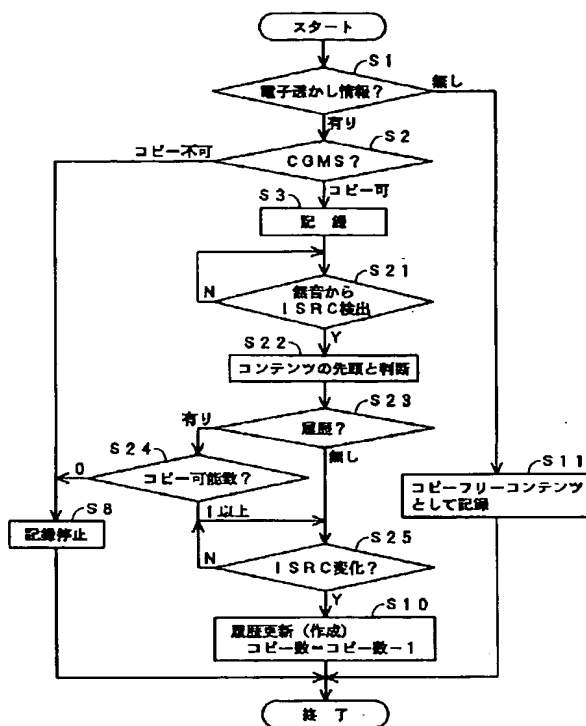 スタート
S1
電子透かし情報?
無し
有り
S2
コピー不可
CGMS?
コピー可
S3
記 録
S21
無音から
ISRC検出
N
Y
S22
コンテンツの先頭と判断
S23
履歴?
有り
無し
S24
コピー可能数?
0
1以上
S11
コピーフリーコンテンツ
として記録
S8
記録停止
S25
ISRC変化?
N
Y
S10
履歴更新(作成)
コピー数=コピー数-1
終 了